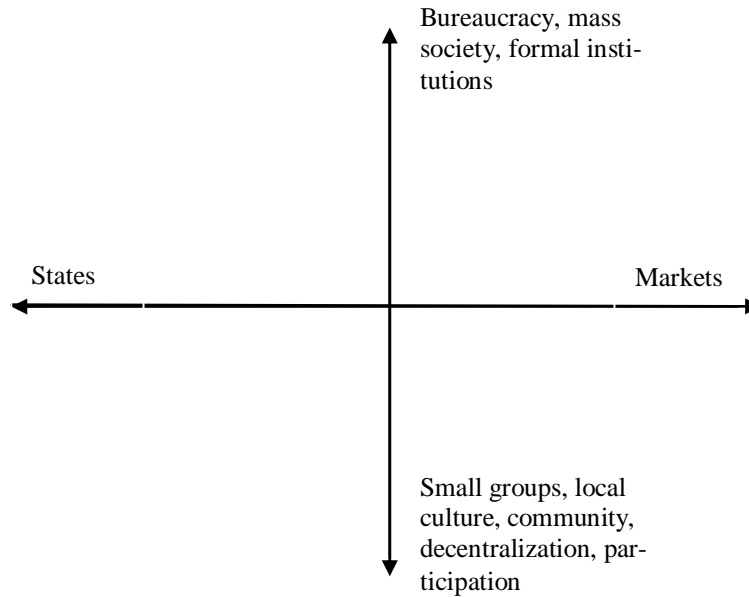 Bureaucracy, mass
society, formal insti-
tutions
States
Markets
Small groups, local
culture, community,
decentralization, par-
ticipation